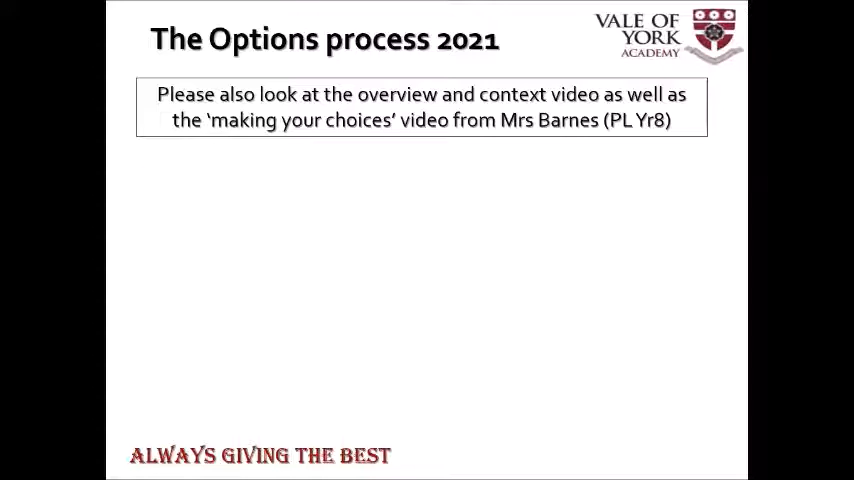 The Options process 2021
VALE OF
YORK
ACADEMY
Please also look at the overview and context video as well as
the ‘making your choices’ video from Mrs Barnes (PL Yr8)
ALWAYS GIVING THE BEST